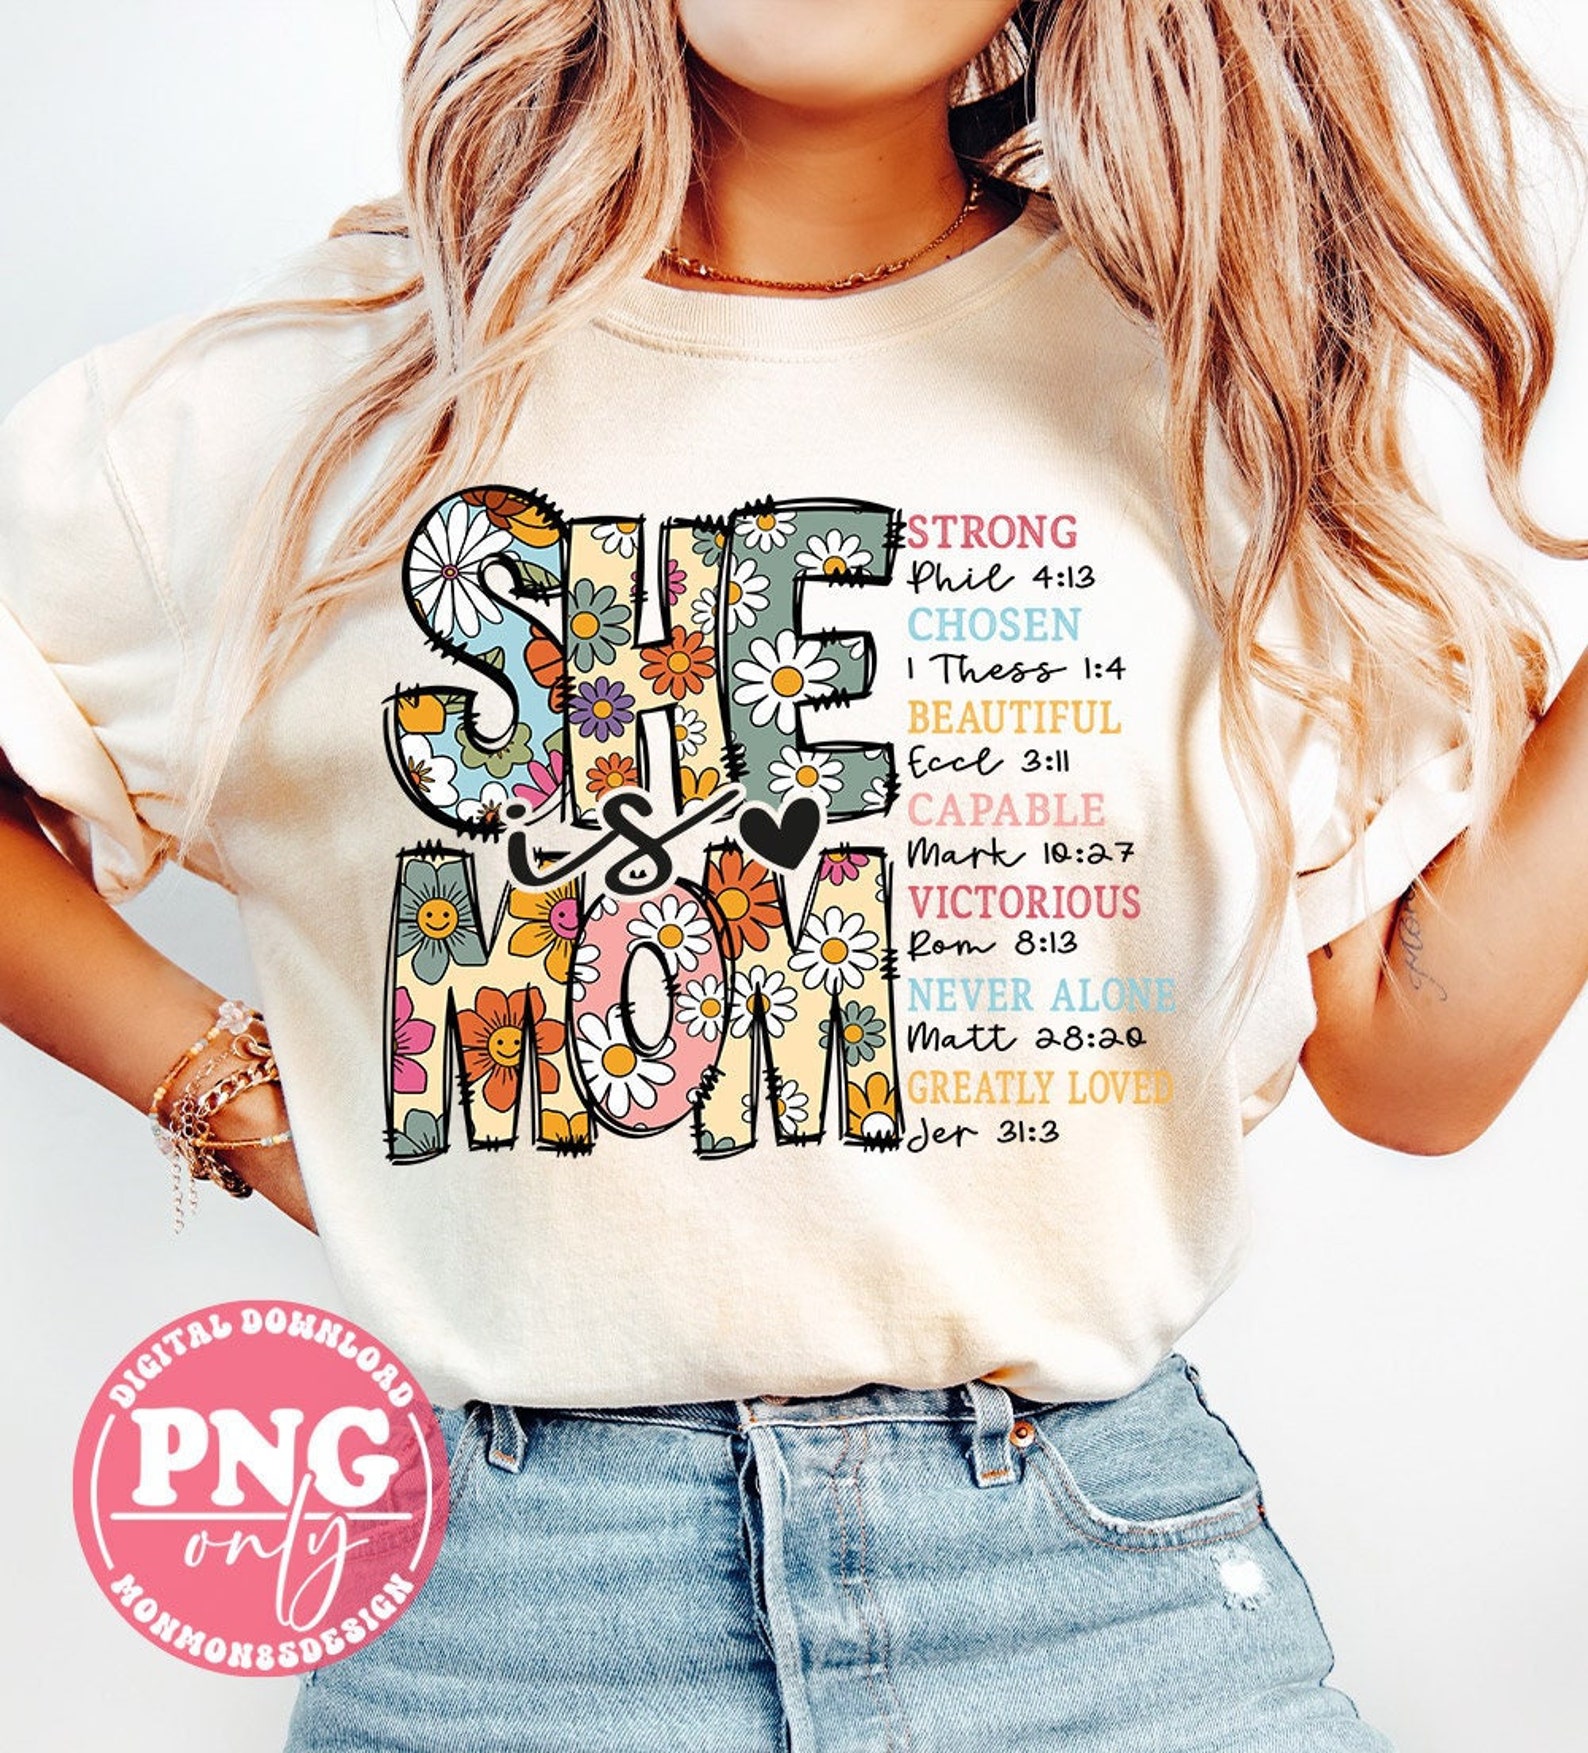 SHE
is
MOM
STRONG
Phil 4:13
CHOSEN
1 Thess 1:4
BEAUTIFUL
Eccl 3:11
CAPABLE
Mark 10:27
VICTORIOUS
Rom 8:13
NEVER ALONE
Matt 28:20
GREATLY LOVED
Jer 31:3
DIGITAL DOWNLOAD
PNG
only
MONMON8SDESIGN